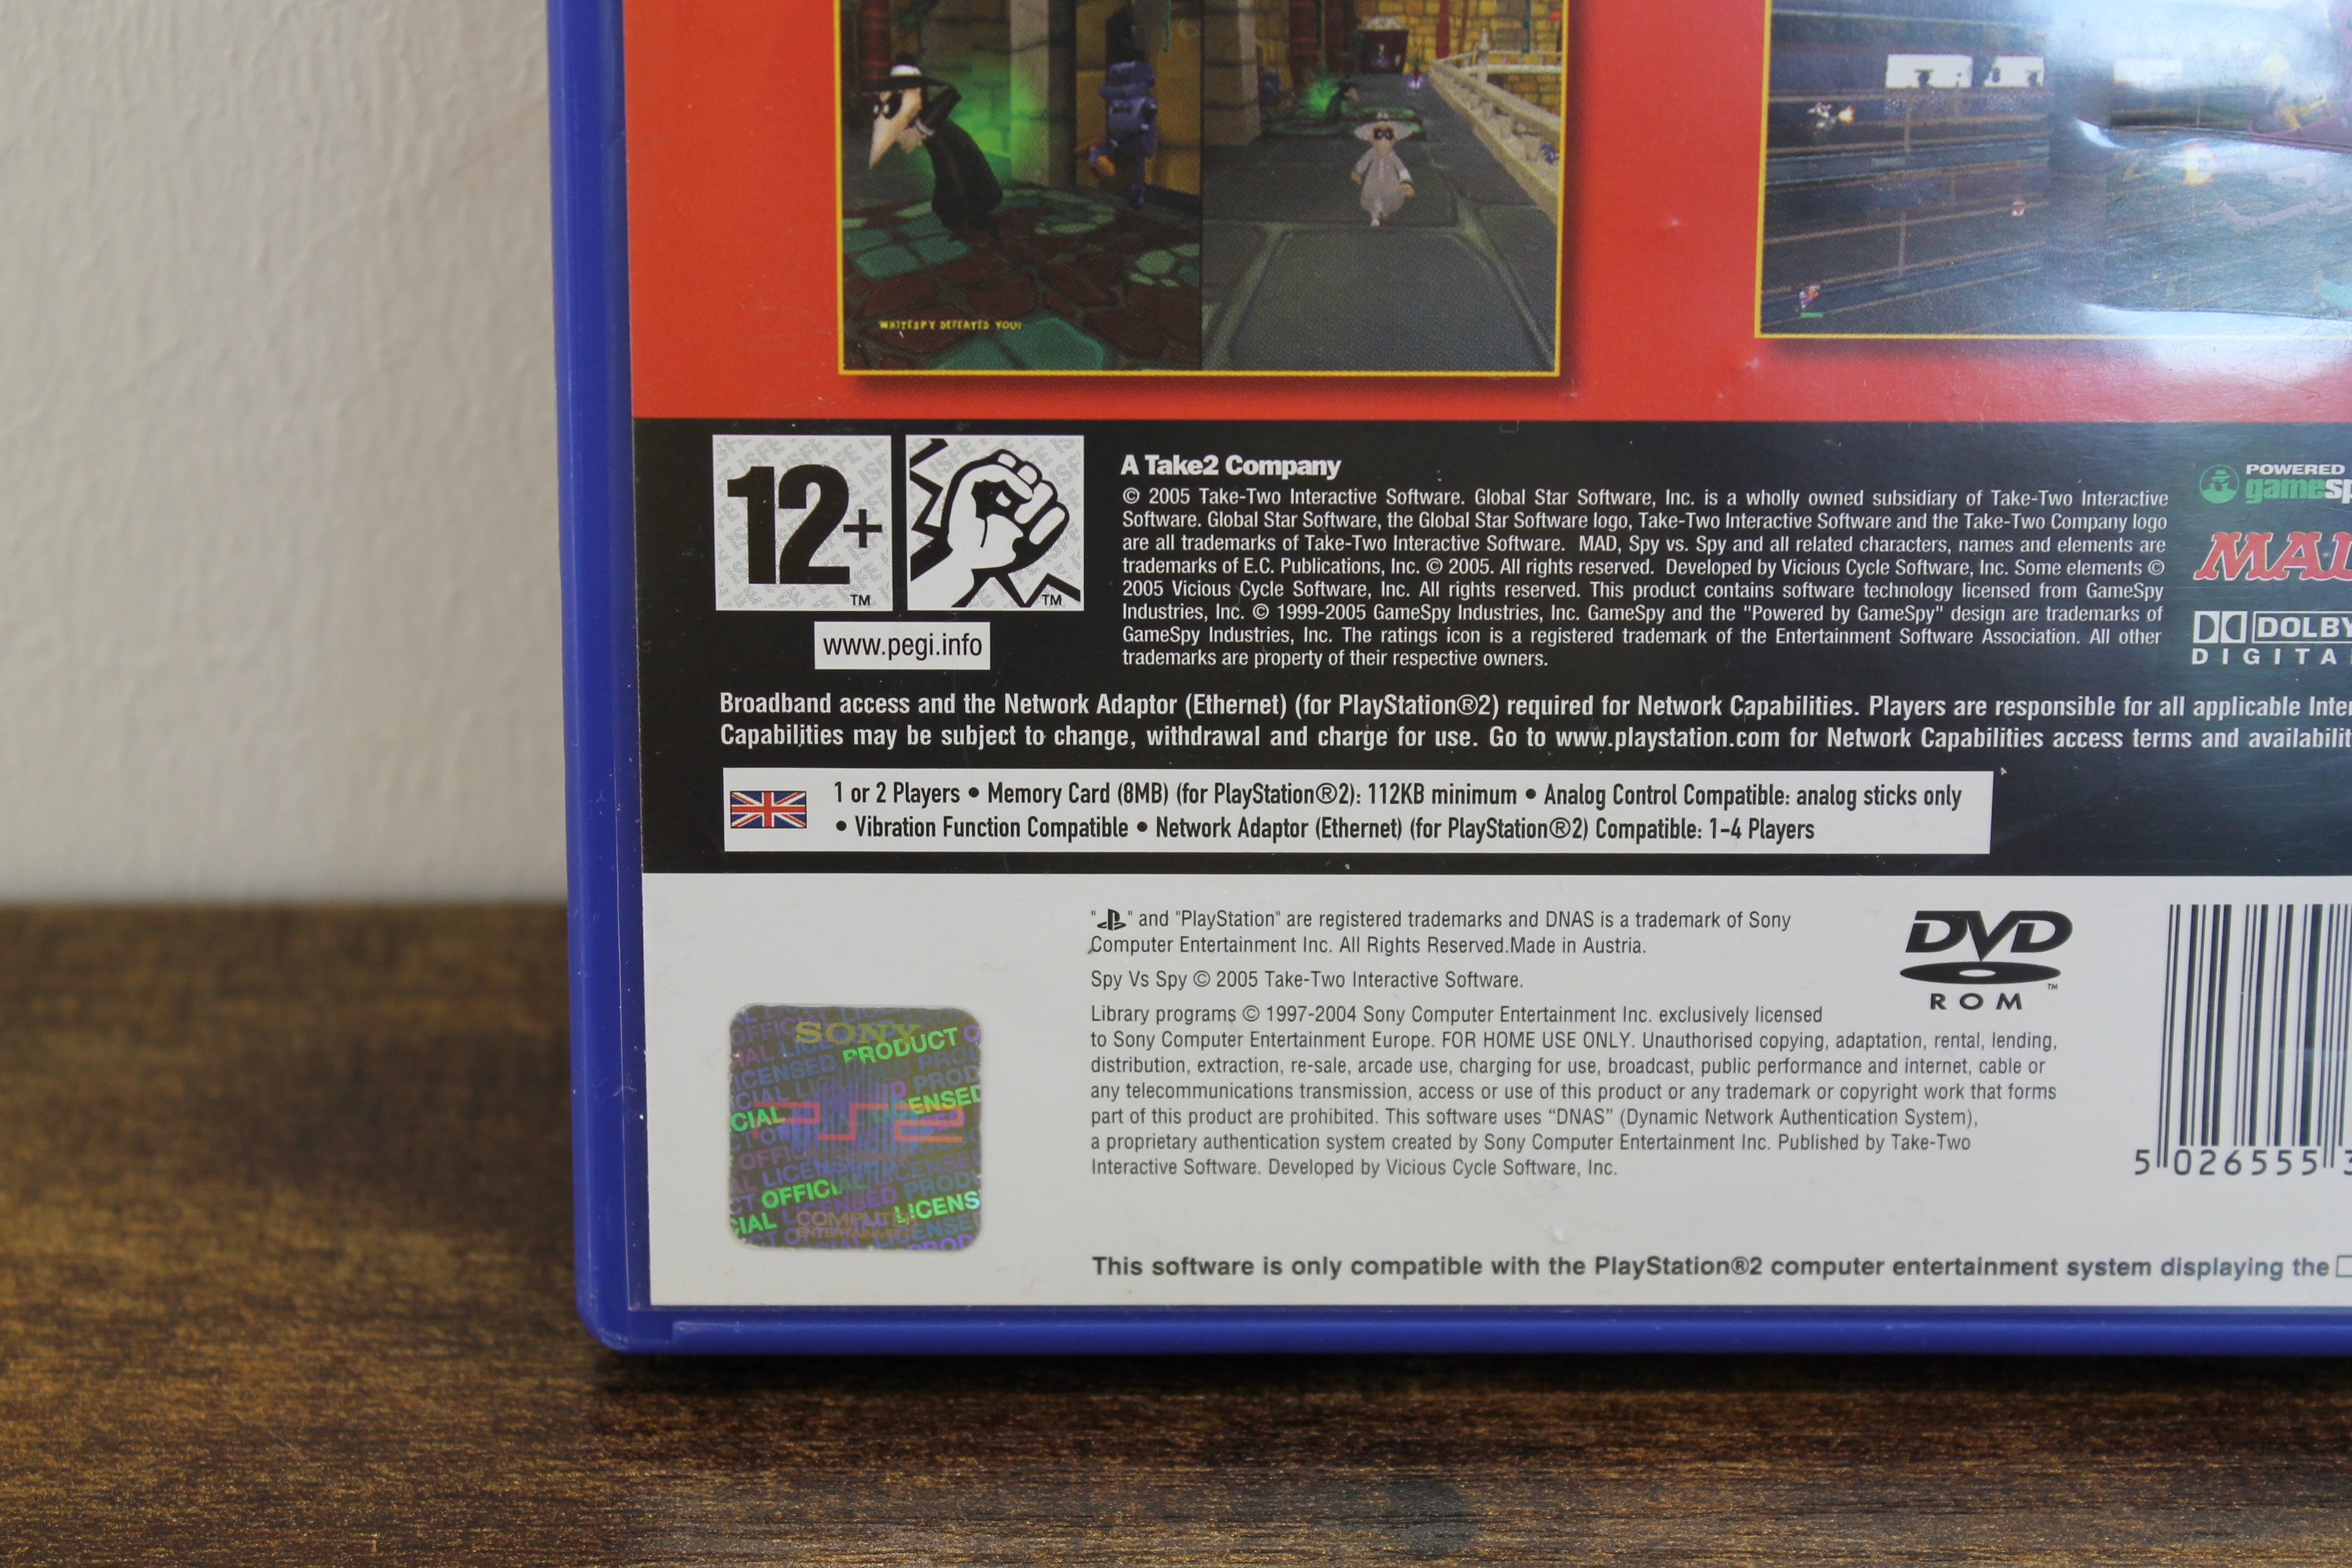 WHITESPY DEFEATED YOU!
12+
TM
TM
www.pegi.info
A Take2 Company
© 2005 Take-Two Interactive Software. Global Star Software, Inc. is a wholly owned subsidiary of Take-Two Interactive
Software. Global Star Software, the Global Star Software logo, Take-Two Interactive Software and the Take-Two Company logo
are all trademarks of Take-Two Interactive Software. MAD, Spy vs. Spy and all related characters, names and elements are
trademarks of E.C. Publications, Inc. © 2005. All rights reserved. Developed by Vicious Cycle Software, Inc. Some elements ©
2005 Vicious Cycle Software, Inc. All rights reserved. This product contains software technology licensed from GameSpy
Industries, Inc. © 1999-2005 GameSpy Industries, Inc. GameSpy and the "Powered by GameSpy" design are trademarks of
GameSpy Industries, Inc. The ratings icon is a registered trademark of the Entertainment Software Association. All other
trademarks are property of their respective owners.
POWERED
gamesp
MAD
DOLBY
DIGITA
Broadband access and the Network Adaptor (Ethernet) (for PlayStation®2) required for Network Capabilities. Players are responsible for all applicable Inter
Capabilities may be subject to change, withdrawal and charge for use. Go to www.playstation.com for Network Capabilities access terms and availabilit
1 or 2 Players • Memory Card (8MB) (for PlayStation®2): 112KB minimum • Analog Control Compatible: analog sticks only
• Vibration Function Compatible • Network Adaptor (Ethernet) (for PlayStation®2) Compatible: 1-4 Players
" " and "PlayStation" are registered trademarks and DNAS is a trademark of Sony
Computer Entertainment Inc. All Rights Reserved.Made in Austria.
Spy Vs Spy © 2005 Take-Two Interactive Software.
Library programs © 1997-2004 Sony Computer Entertainment Inc. exclusively licensed
to Sony Computer Entertainment Europe. FOR HOME USE ONLY. Unauthorised copying, adaptation, rental, lending,
distribution, extraction, re-sale, arcade use, charging for use, broadcast, public performance and internet, cable or
any telecommunications transmission, access or use of this product or any trademark or copyright work that forms
part of this product are prohibited. This software uses “DNAS” (Dynamic Network Authentication System),
a proprietary authentication system created by Sony Computer Entertainment Inc. Published by Take-Two
Interactive Software. Developed by Vicious Cycle Software, Inc.
DVD
TM
ROM
5 026555 3
SONY
PRODUCT
ICENSED PROD
CIAL
ENSED
PS2
OFFICIAL
LICENS
CIAL
COMPUTER
ENTERTAINMENT
This software is only compatible with the PlayStation®2 computer entertainment system displaying the